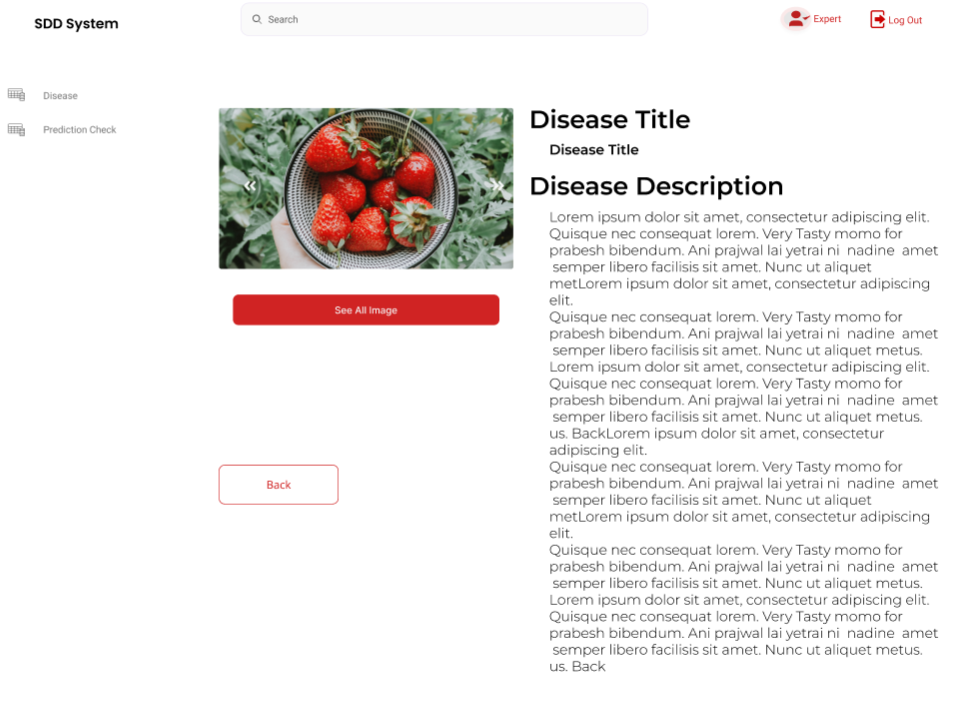 SDD System
Search
Expert
Log Out
Disease
Prediction Check
«
»
See All Image
Back
Disease Title
Disease Title
Disease Description
Lorem ipsum dolor sit amet, consectetur adipiscing elit.
Quisque nec consequat lorem. Very Tasty momo for
prabesh bibendum. Ani prajwal lai yetrai ni nadine amet
semper libero facilisis sit amet. Nunc ut aliquet
metLorem ipsum dolor sit amet, consectetur adipiscing
elit.
Quisque nec consequat lorem. Very Tasty momo for
prabesh bibendum. Ani prajwal lai yetrai ni nadine amet
semper libero facilisis sit amet. Nunc ut aliquet metus.
Lorem ipsum dolor sit amet, consectetur adipiscing elit.
Quisque nec consequat lorem. Very Tasty momo for
prabesh bibendum. Ani prajwal lai yetrai ni nadine amet
semper libero facilisis sit amet. Nunc ut aliquet metus.
us. BackLorem ipsum dolor sit amet, consectetur
adipiscing elit.
Quisque nec consequat lorem. Very Tasty momo for
prabesh bibendum. Ani prajwal lai yetrai ni nadine amet
semper libero facilisis sit amet. Nunc ut aliquet
metLorem ipsum dolor sit amet, consectetur adipiscing
elit.
Quisque nec consequat lorem. Very Tasty momo for
prabesh bibendum. Ani prajwal lai yetrai ni nadine amet
semper libero facilisis sit amet. Nunc ut aliquet metus.
Lorem ipsum dolor sit amet, consectetur adipiscing elit.
Quisque nec consequat lorem. Very Tasty momo for
prabesh bibendum. Ani prajwal lai yetrai ni nadine amet
semper libero facilisis sit amet. Nunc ut aliquet metus.
us. Back